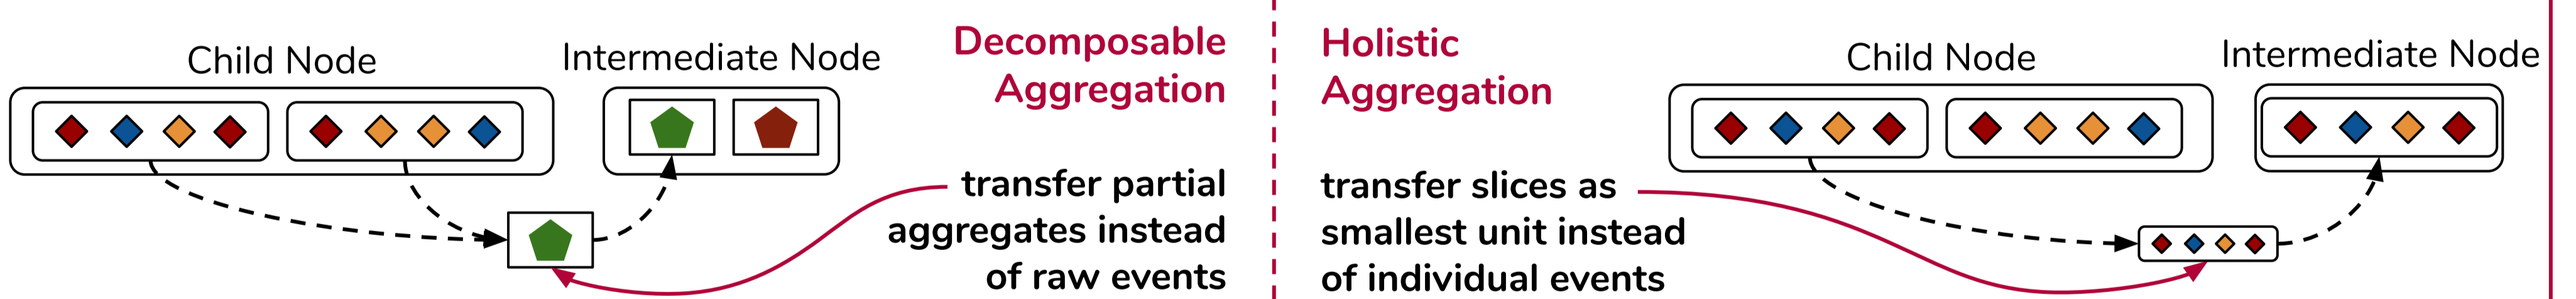 Child Node
Intermediate Node
Decomposable
Aggregation
transfer partial
aggregates instead
of raw events
Holistic
Aggregation
transfer slices as
smallest unit instead
of individual events
Child Node
Intermediate Node